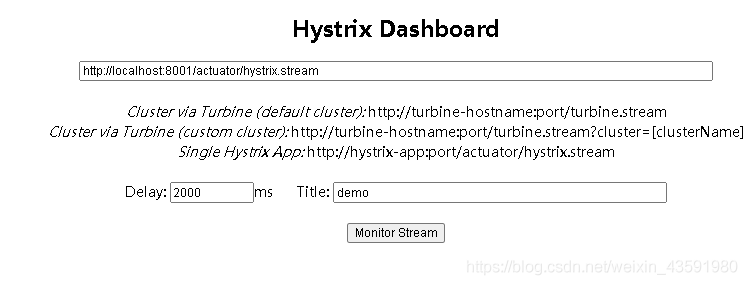 Hystrix Dashboard
http://localhost:8001/actuator/hystrix.stream
Cluster via Turbine (default cluster): http://turbine-hostname:port/turbine.stream
Cluster via Turbine (custom cluster): http://turbine-hostname:port/turbine.stream?cluster=[clusterName]
Single Hystrix App: http://hystrix-app:port/actuator/hystrix.stream
Delay: 2000 ms Title: demo
Monitor Stream
https://blog.csdn.net/weixin_43591980